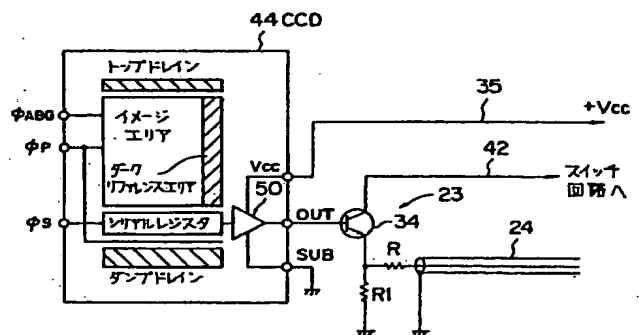 44 CCD
トップドレイン
φABG
φP
イメージ
エリア
ダーク
リファレンスエリア
φS
シリアルレジスタ
50
Vcc
OUT
SUB
ダンプドレイン
35
+Vcc
42
スイッチ
回路へ
23
34
24
R
R1